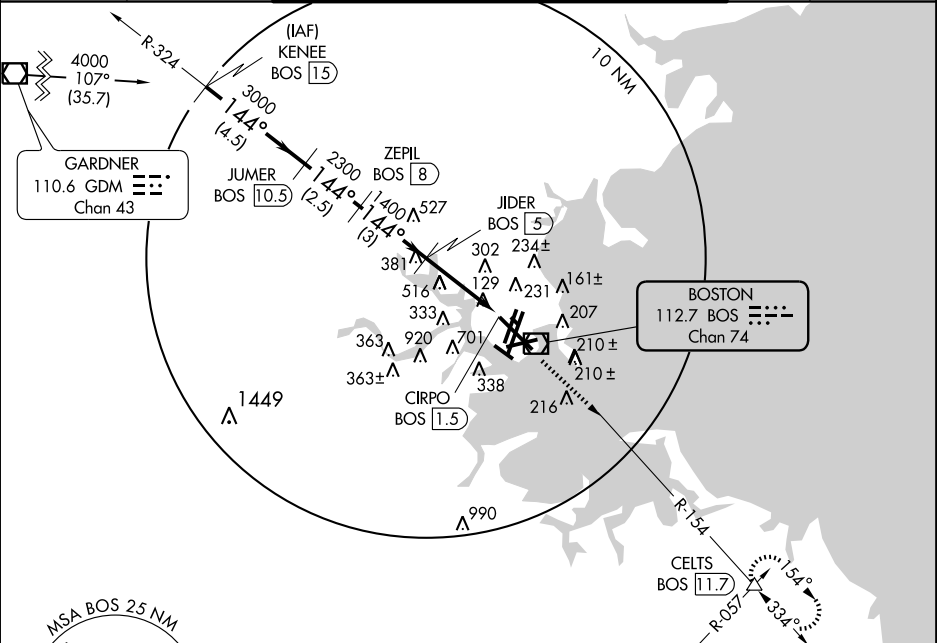 R-324
(IAF)
KENEE
BOS 15
10 NM
4000
107°
(35.7)
3000
144°
(4.5)
GARDNER
110.6 GDM
Chan 43
JUMER
BOS 10.5
2300
144°
(2.5)
ZEPIL
BOS 8
1400
144°
(3)
527
JIDER
BOS 5
381
302
234±
516
129
231
161±
333
207
BOSTON
112.7 BOS
Chan 74
363
920
701
210±
363±
338
210±
CIRPO
BOS 1.5
216
1449
990
R-154
CELTS
BOS 11.7
154°
R-057
334°
MSA BOS 25 NM